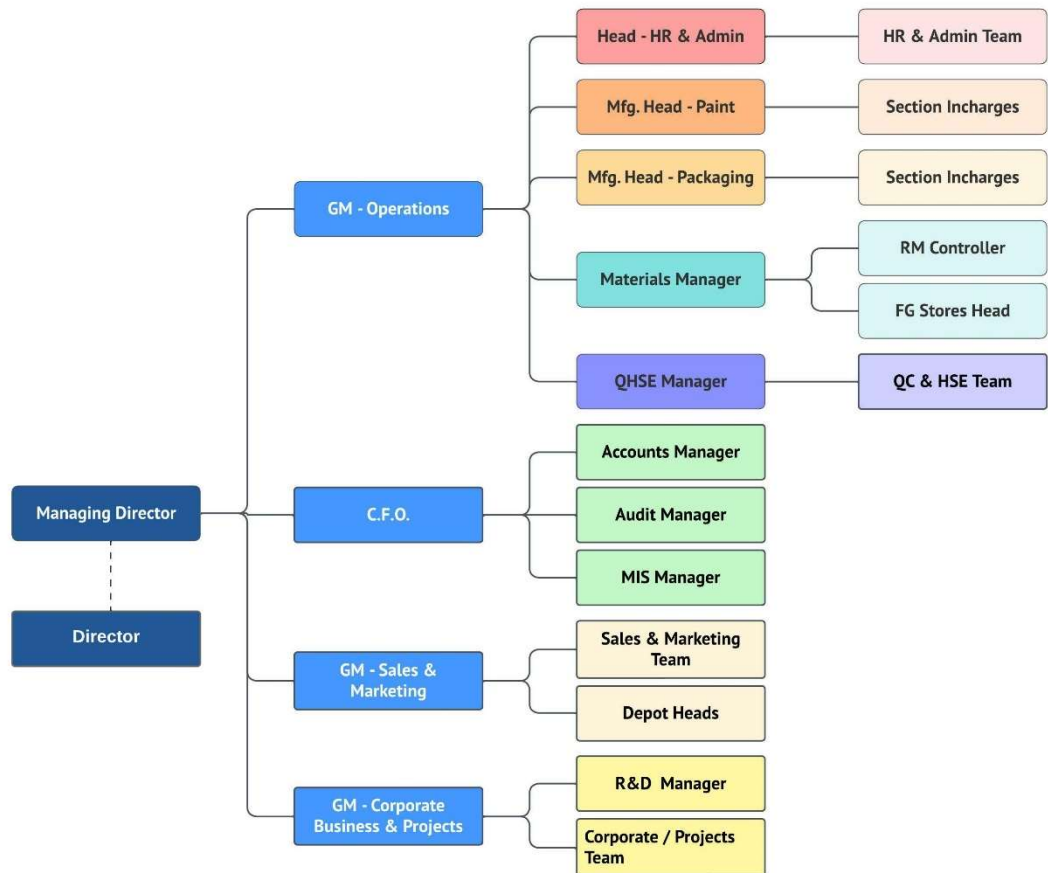 Head - HR & Admin
HR & Admin Team
Mfg. Head - Paint
Section Incharges
Mfg. Head - Packaging
Section Incharges
GM - Operations
RM Controller
Materials Manager
FG Stores Head
QHSE Manager
QC & HSE Team
Accounts Manager
Managing Director
C.F.O.
Audit Manager
MIS Manager
Director
GM - Sales &
Marketing
Sales & Marketing
Team
Depot Heads
GM - Corporate
Business & Projects
R&D Manager
Corporate / Projects
Team